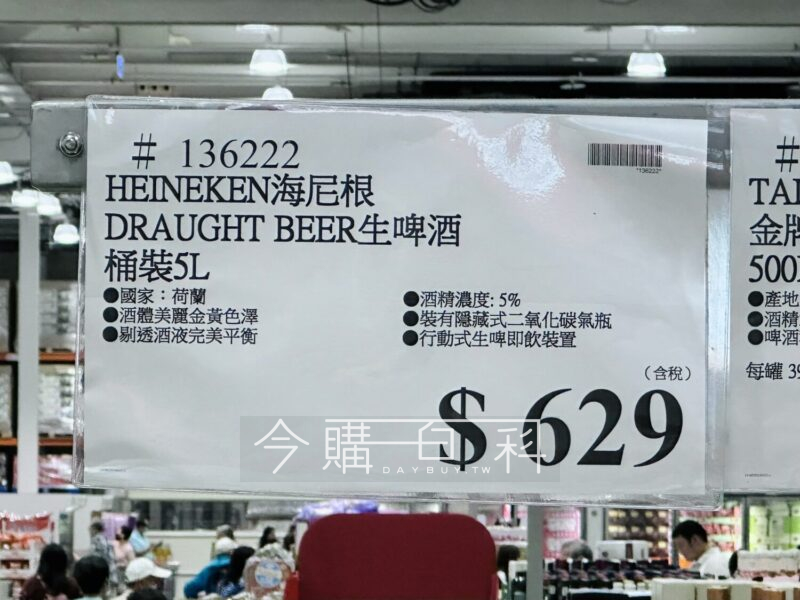 # 136222
*136222*
HEINEKEN海尼根
DRAUGHT BEER生啤酒
桶裝5L
●國家：荷蘭
●酒體美麗金黃色澤
●剔透酒液完美平衡
●酒精濃度: 5%
●裝有隱藏式二氧化碳氣瓶
●行動式生啤即飲裝置
(含稅)
$ 629
今購百科
DAYBUY.TW
#
TAI
金牌
500
●產地
●酒精
●啤酒
每罐 39